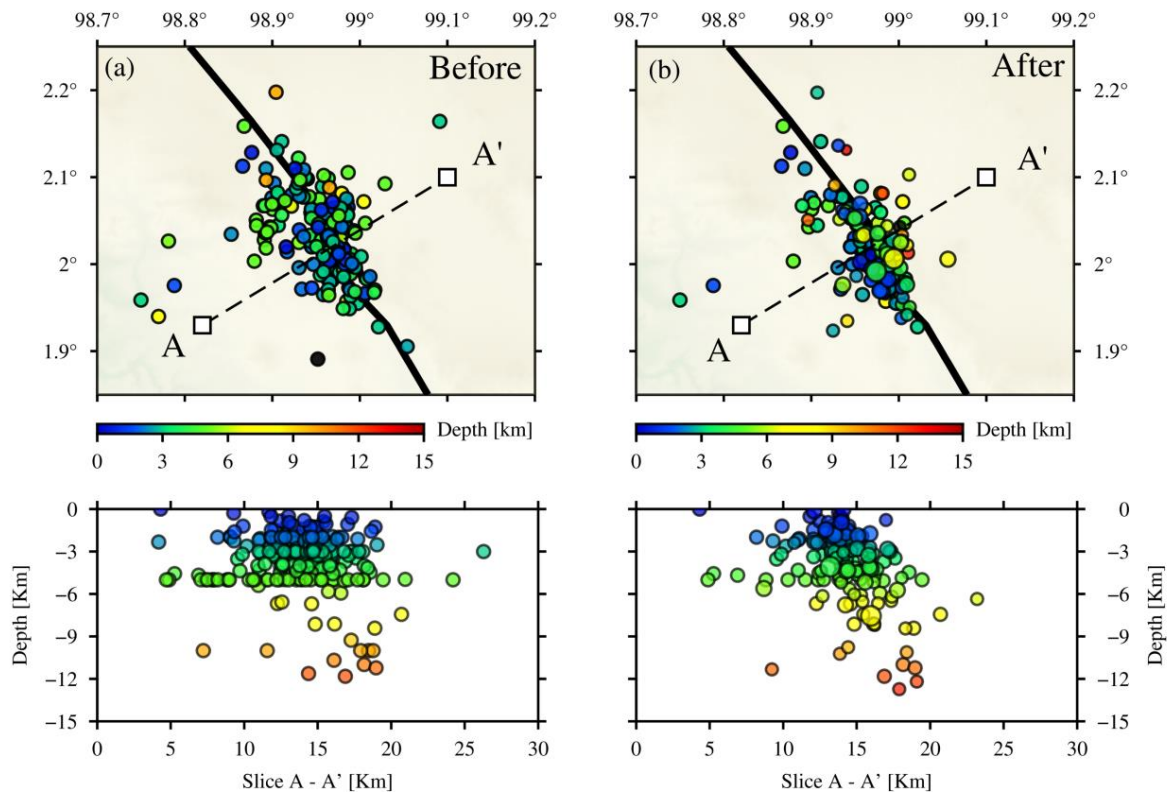 98.7° 98.8° 98.9° 99° 99.1° 99.2°
98.7° 98.8° 98.9° 99° 99.1° 99.2°
(a) Before
(b) After
2.2°
2.1°
2°
1.9°
A'
A
A'
A
2.2°
2.1°
2°
1.9°
Depth [km]
0 3 6 9 12 15
Depth [km]
0 3 6 9 12 15
Depth [Km]
0
−3
−6
−9
−12
−15
0 5 10 15 20 25 30
Slice A - A’ [Km]
0
−3
−6
−9
−12
−15
Depth [Km]
0 5 10 15 20 25 30
Slice A - A’ [Km]